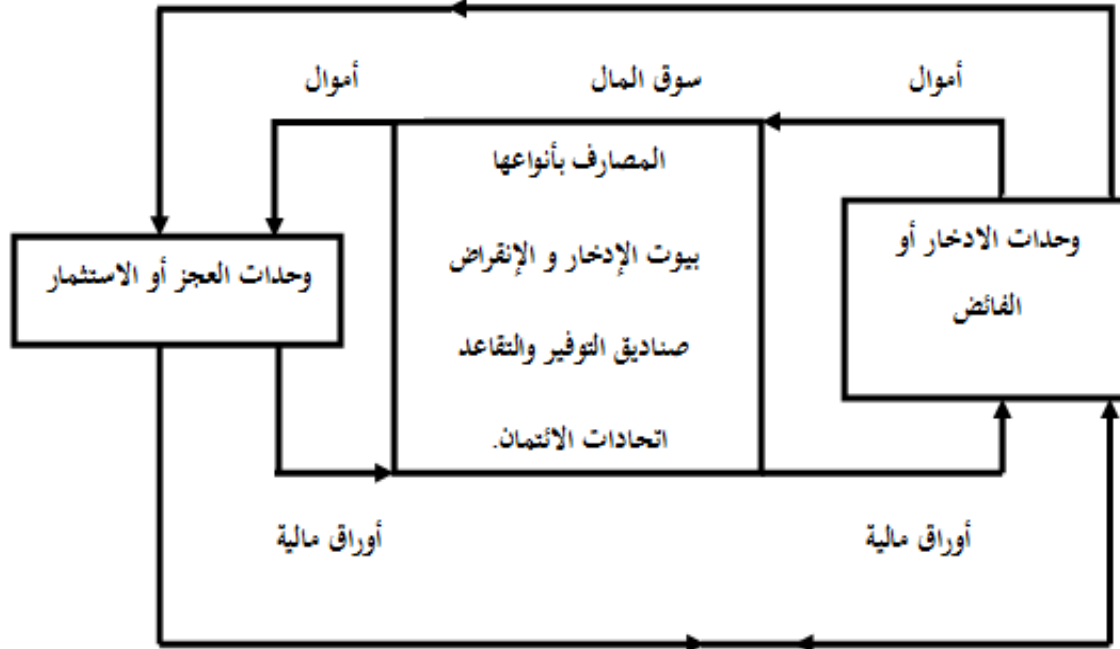 أموال
سوق المال
أموال
المصارف بأنواعها
بيوت الإدخار و الإنقراض
صناديق التوفير والتقاعد
اتحادات الائتمان.
وحدات الادخار أو
الفائض
وحدات العجز أو الاستثمار
أوراق مالية
أوراق مالية